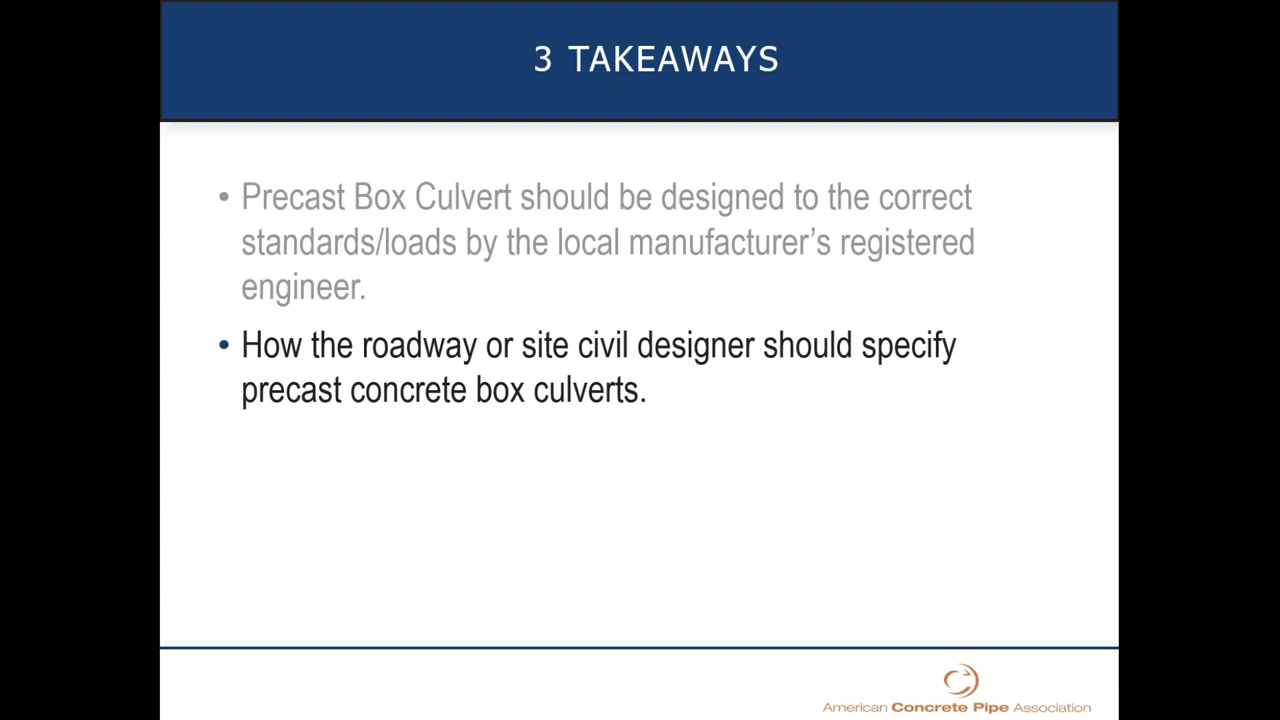 3 TAKEAWAYS
• Precast Box Culvert should be designed to the correct
standards/loads by the local manufacturer’s registered
engineer.
• How the roadway or site civil designer should specify
precast concrete box culverts.
American Concrete Pipe Association